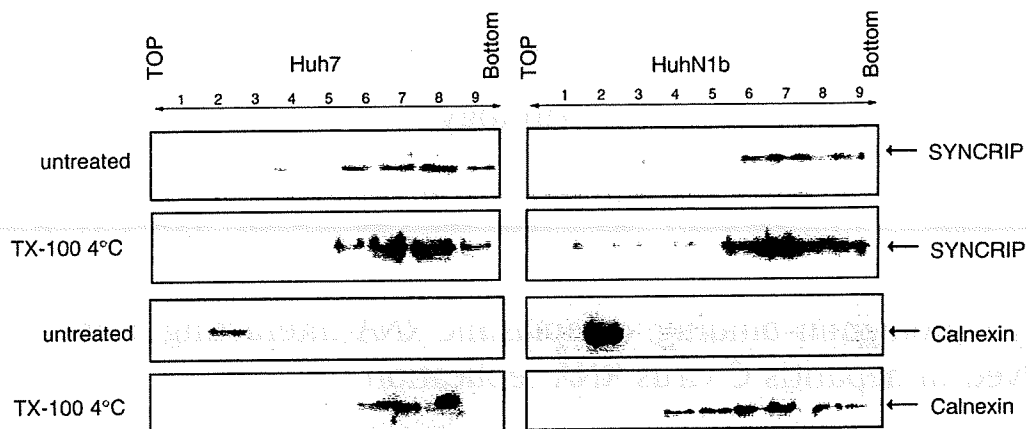 TOP Huh7 Bottom TOP HuhN1b Bottom
1 2 3 4 5 6 7 8 9 1 2 3 4 5 6 7 8 9
untreated SYNCRIP
TX-100 4°C SYNCRIP
untreated Calnexin
TX-100 4°C Calnexin